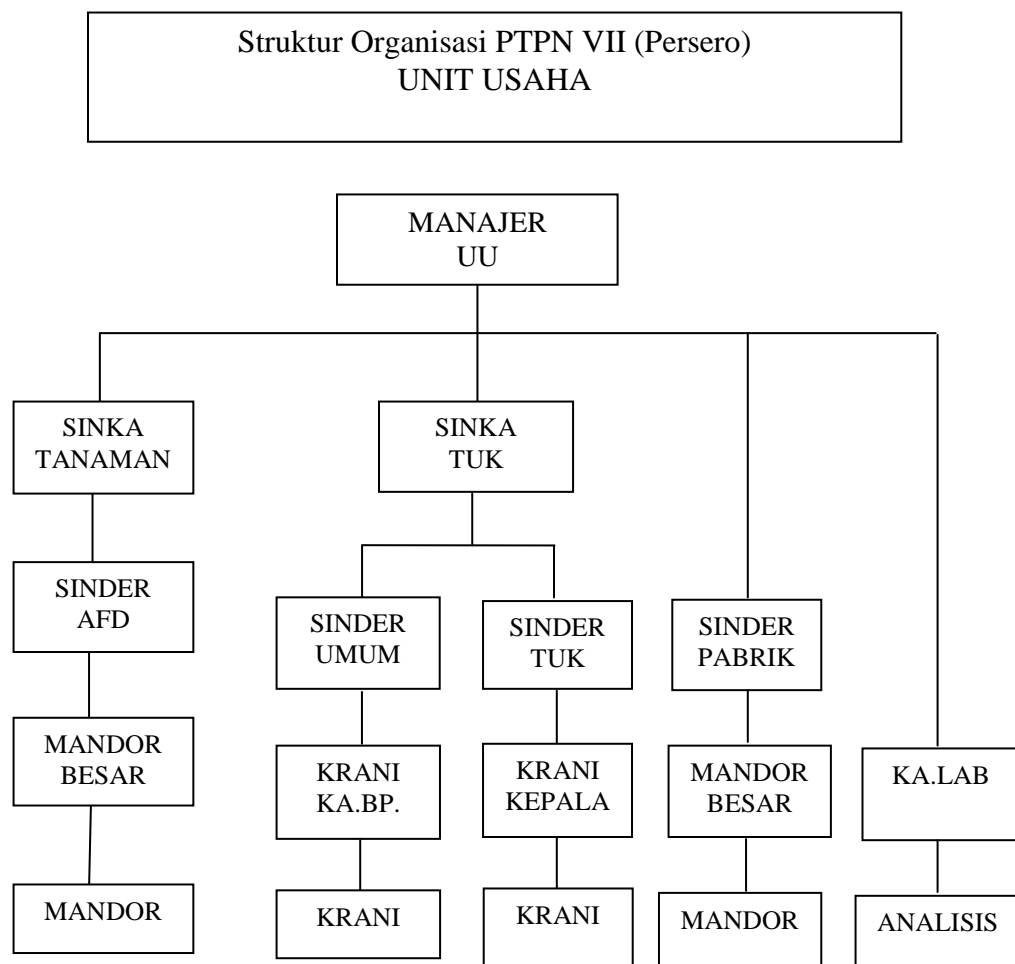 Struktur Organisasi PTPN VII (Persero)
UNIT USAHA
MANAJER
UU
SINKA
TANAMAN
SINKA
TUK
SINDER
AFD
SINDER
UMUM
SINDER
TUK
SINDER
PABRIK
MANDOR
BESAR
KRANI
KA.BP.
KRANI
KEPALA
MANDOR
BESAR
KA.LAB
MANDOR
KRANI
KRANI
MANDOR
ANALISIS